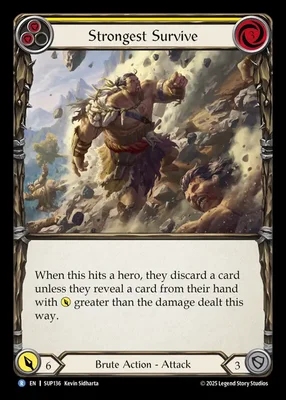 Strongest Survive
When this hits a hero, they discard a card
unless they reveal a card from their hand
with greater than the damage dealt this
way.
6 Brute Action - Attack 3
R EN | SUP136 Kevin Sidharta ©2025 Legend Story Studios